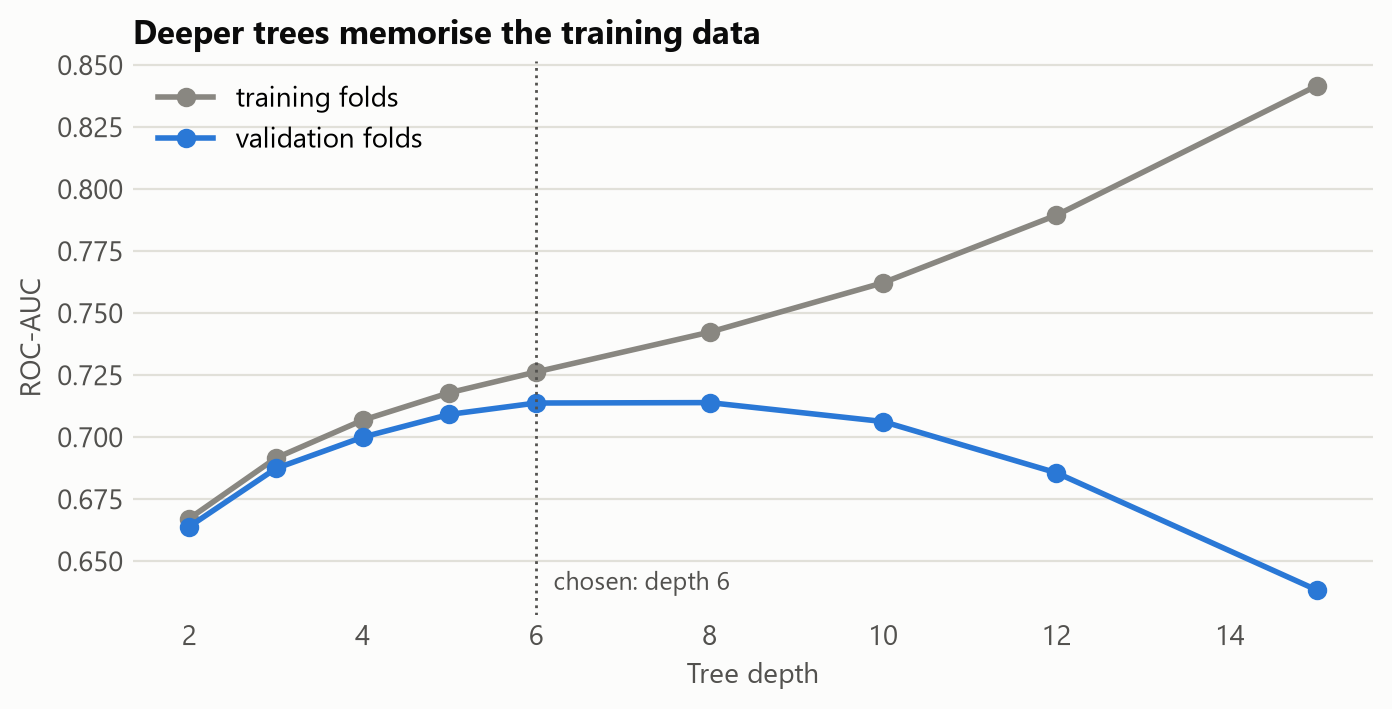 Deeper trees memorise the training data
0.850
0.825
0.800
0.775
0.750
0.725
0.700
0.675
0.650
ROC-AUC
training folds
validation folds
chosen: depth 6
2 4 6 8 10 12 14
Tree depth